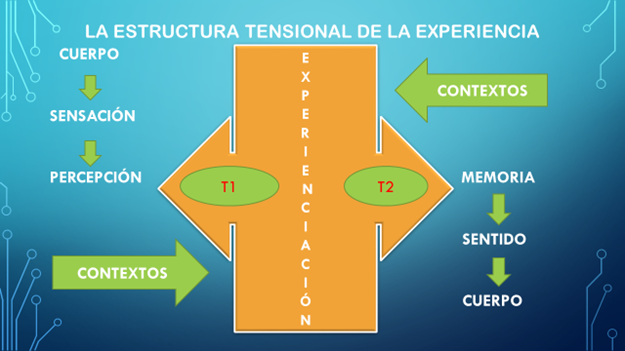 LA ESTRUCTURA TENSIONAL DE LA EXPERIENCIA
CUERPO
SENSACIÓN
PERCEPCIÓN
CONTEXTOS
T1
EXPERIENCIACIÓN
T2
CONTEXTOS
MEMORIA
SENTIDO
CUERPO